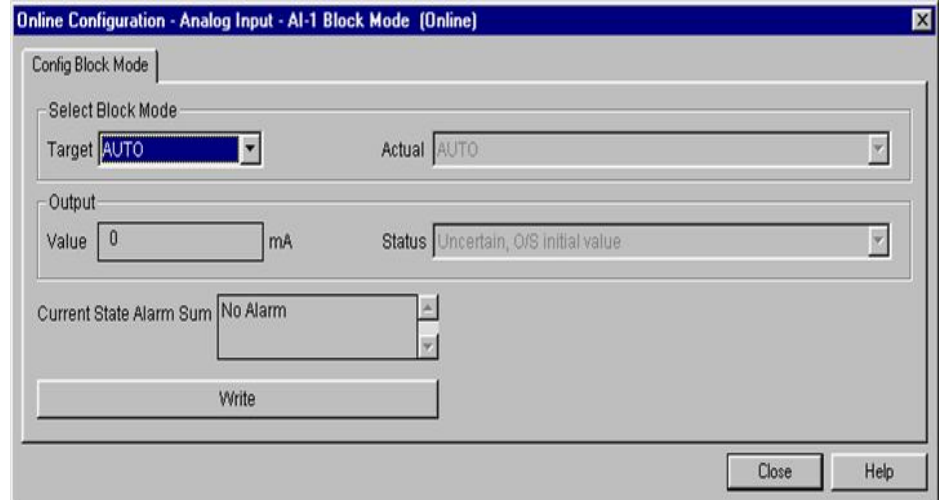 Online Configuration - Analog Input - AI-1 Block Mode (Online)
Config Block Mode
Select Block Mode
Target AUTO Actual AUTO
Output
Value 0 mA Status Uncertain, O/S initial value
Current State Alarm Sum No Alarm
Write
Close Help